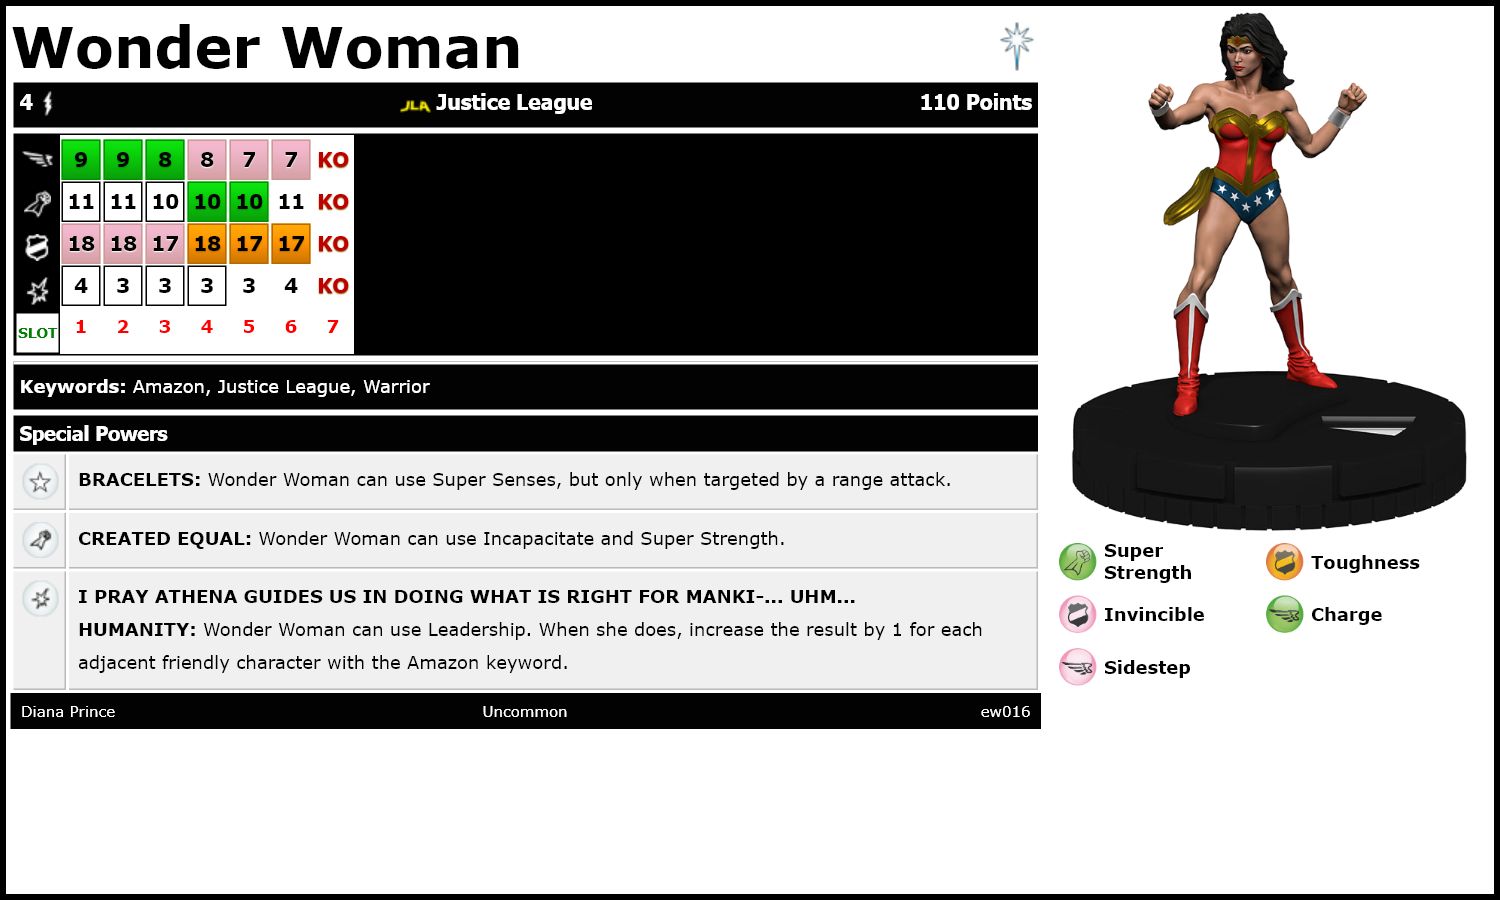 Wonder Woman
4 JLA Justice League 110 Points
9 9 8 8 7 7 KO
11 11 10 10 10 11 KO
18 18 17 18 17 17 KO
4 3 3 3 3 4 KO
SLOT 1 2 3 4 5 6 7
Keywords: Amazon, Justice League, Warrior
Special Powers
BRACELETS: Wonder Woman can use Super Senses, but only when targeted by a range attack.
CREATED EQUAL: Wonder Woman can use Incapacitate and Super Strength.
I PRAY ATHENA GUIDES US IN DOING WHAT IS RIGHT FOR MANKI-... UHM...
HUMANITY: Wonder Woman can use Leadership. When she does, increase the result by 1 for each
adjacent friendly character with the Amazon keyword.
Diana Prince Uncommon ew016
Super
Strength
Toughness
Invincible
Charge
Sidestep